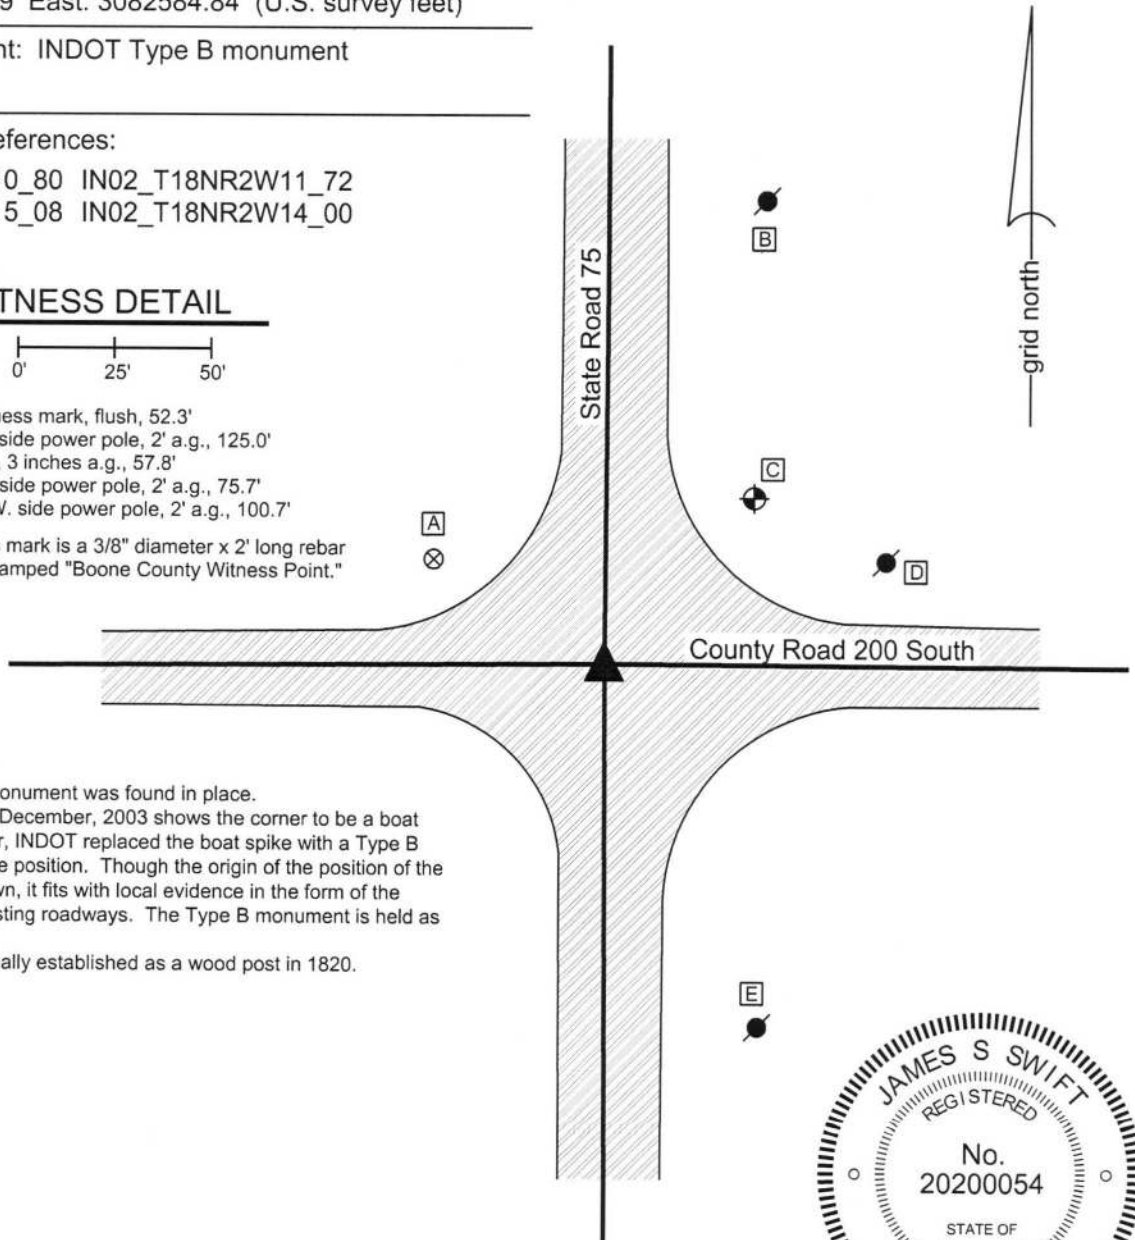 9 East: 3082584.84 (U.S. survey feet)
nt: INDOT Type B monument
eferences:
0_80 IN02_T18NR2W11_72
5_08 IN02_T18NR2W14_00
TNESS DETAIL
0' 25' 50'
ess mark, flush, 52.3'
side power pole, 2' a.g., 125.0'
3 inches a.g., 57.8'
side power pole, 2' a.g., 75.7'
W. side power pole, 2' a.g., 100.7'
mark is a 3/8" diameter x 2' long rebar
amped "Boone County Witness Point."
State Road 75
B
grid north
C
A
D
County Road 200 South
onument was found in place.
December, 2003 shows the corner to be a boat
r, INDOT replaced the boat spike with a Type B
e position. Though the origin of the position of the
wn, it fits with local evidence in the form of the
sting roadways. The Type B monument is held as
ally established as a wood post in 1820.
E
JAMES S SWIFT
REGISTERED
No.
20200054
STATE OF